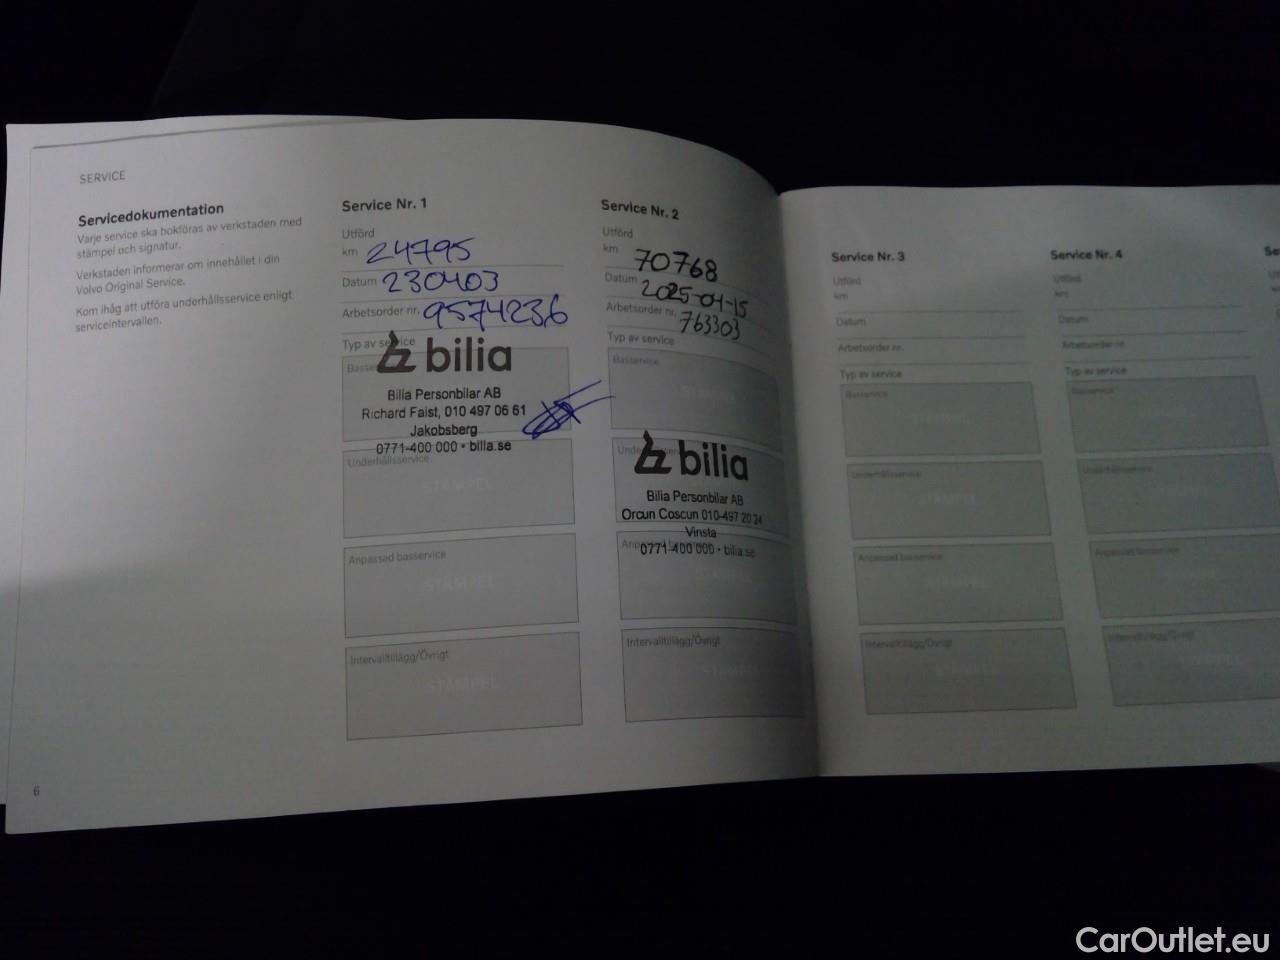 SERVICE
Servicedokumentation
Varje service ska bokföras av verkstaden med
stämpel och signatur.
Verkstaden informerar om innehållet i din
Volvo Original Service.
Kom ihåg att utföra underhållsservice enligt
serviceintervallen.
6
Service Nr. 1
Utförd
km 24795
Datum 230403
Arbetsorder nr. 9574236
Typ av service
bilia
Bilia Personbilar AB
Richard Faist, 010 497 06 61
Jakobsberg
0771-400 000 • bilia.se
Underhållsservice
STÄMPEL
Anpassad basservice
STÄMPEL
Intervalltillägg/Övrigt
STÄMPEL
Service Nr. 2
Utförd
km 70768
Datum 2025-01-15
Arbetsorder nr. 763303
Typ av service
Basservice
STÄMPEL
bilia
Bilia Personbilar AB
Orcun Coscun 010-497 20 24
Vinsta
0771-400 000 • bilia.se
Anpassad basservice
STÄMPEL
Intervalltillägg/Övrigt
STÄMPEL
Service Nr. 3
Utförd
km
Datum
Arbetsorder nr.
Typ av service
Basservice
STÄMPEL
Underhållsservice
STÄMPEL
Anpassad basservice
STÄMPEL
Intervalltillägg/Övrigt
STÄMPEL
Service Nr. 4
Utförd
km
Datum
Arbetsorder nr.
Typ av service
Basservice
STÄMPEL
Underhållsservice
STÄMPEL
Anpassad basservice
STÄMPEL
Intervalltillägg/Övrigt
STÄMPEL
CarOutlet.eu